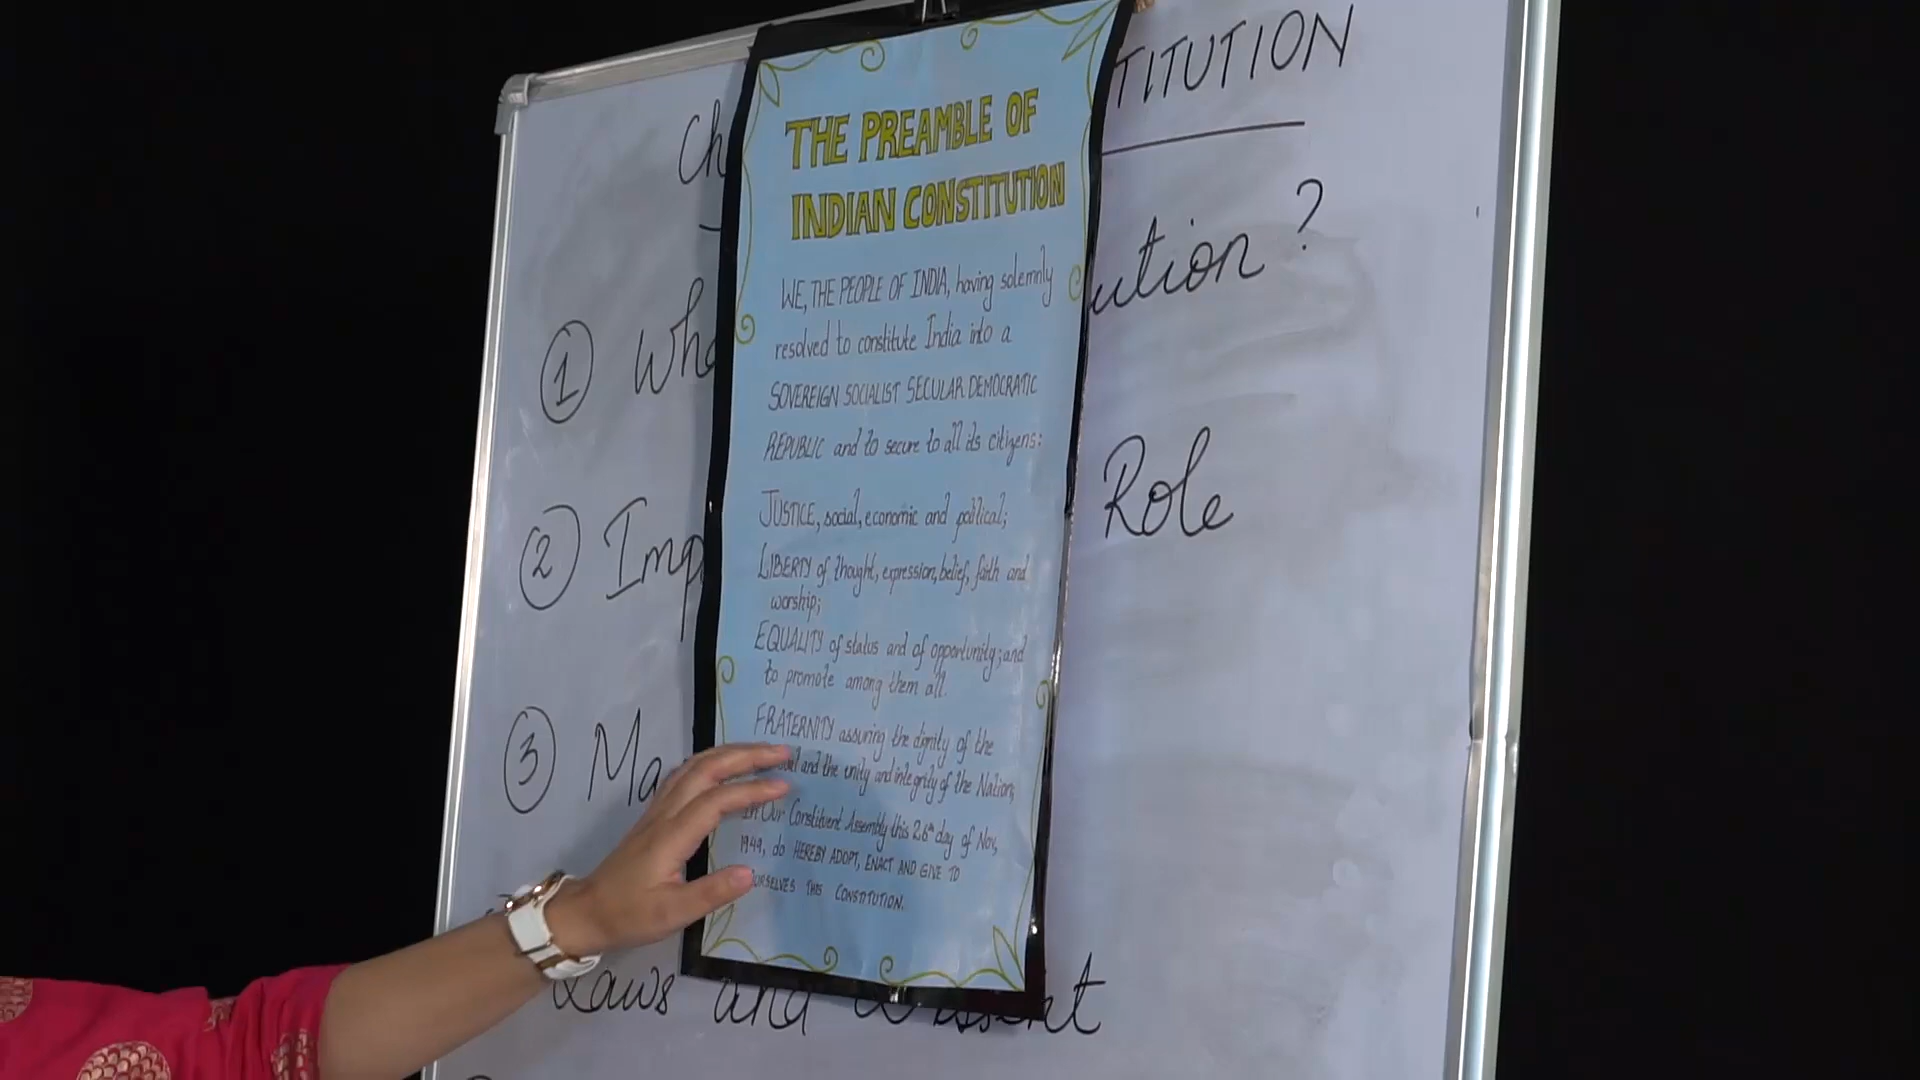 Ch
TITUTION
THE PREAMBLE OF
INDIAN CONSTITUTION
WE, THE PEOPLE OF INDIA, having solemnly
resolved to constitute India into a
SOVEREIGN SOCIALIST SECULAR DEMOCRATIC
REPUBLIC and to secure to all its citizens:
JUSTICE, social, economic and political;
LIBERTY of thought, expression, belief, faith and
worship;
EQUALITY of status and of opportunity; and
to promote among them all.
FRATERNITY assuring the dignity of the
and the unity and integrity of the Nation;
In Our Constituent Assembly this 26th day of Nov,
1949, do HEREBY ADOPT, ENACT AND GIVE TO
OURSELVES THIS CONSTITUTION.
① Wha
ution?
② Imp
Role
③ Ma
Laws and Dissent